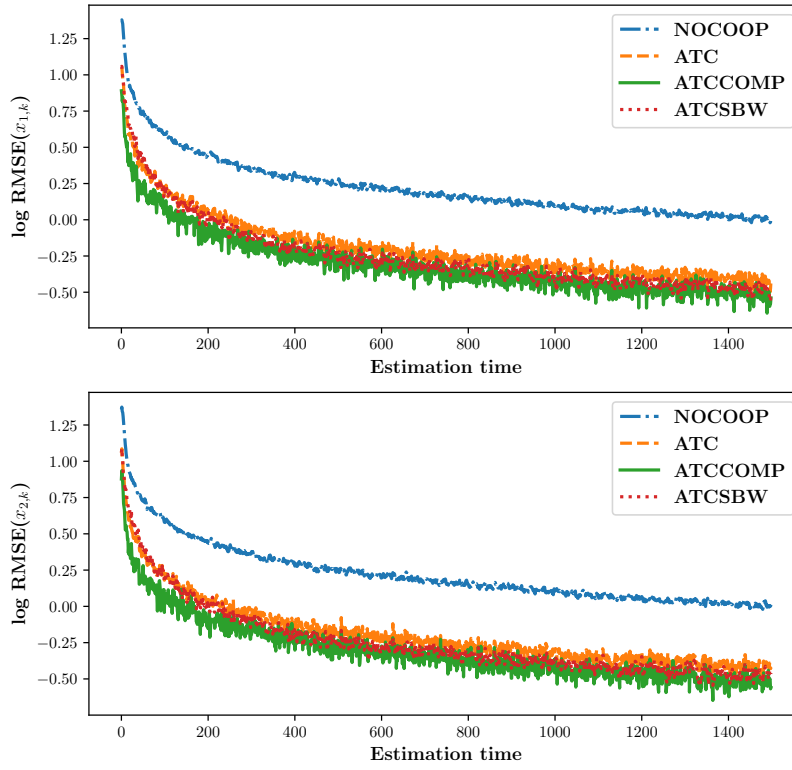 log RMSE(x₁,ₖ)
1.25
1.00
0.75
0.50
0.25
0.00
−0.25
−0.50
0 200 400 600 800 1000 1200 1400
Estimation time
NOCOOP
ATC
ATCCOMP
ATCSBW
log RMSE(x₂,ₖ)
1.25
1.00
0.75
0.50
0.25
0.00
−0.25
−0.50
0 200 400 600 800 1000 1200 1400
Estimation time
NOCOOP
ATC
ATCCOMP
ATCSBW